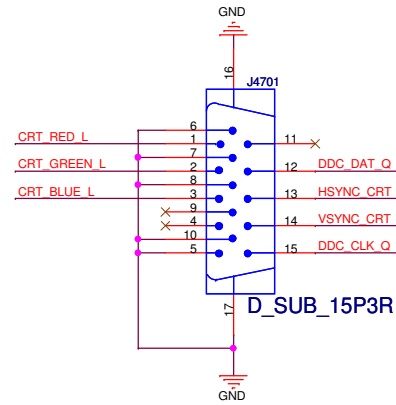 GND
16
J4701
6
CRT_RED_L 1 11
7
CRT_GREEN_L 2 12 DDC_DAT_Q
8
CRT_BLUE_L 3 13 HSYNC_CRT
9
4 14 VSYNC_CRT
10
5 15 DDC_CLK_Q
17
D_SUB_15P3R
GND